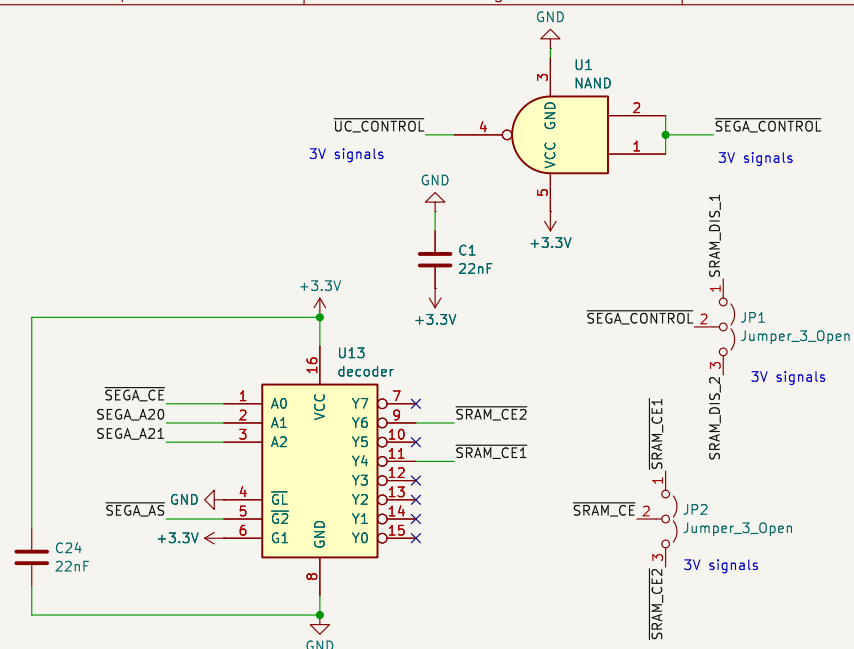 GND
3
U1
NAND
GND
VCC
2
1
4
5
UC_CONTROL
3V signals
SEGA_CONTROL
3V signals
+3.3V
GND
C1
22nF
+3.3V
SRAM_DIS_1
1
SEGA_CONTROL
2
JP1
Jumper_3_Open
3
3V signals
SRAM_DIS_2
+3.3V
16
U13
decoder
VCC
GND
SEGA_CE
1
A0
Y7
7
SEGA_A20
2
A1
Y6
9
SRAM_CE2
SEGA_A21
3
A2
Y5
10
Y4
11
SRAM_CE1
Y3
12
GND
4
GL
Y2
13
SEGA_AS
5
G2
Y1
14
+3.3V
6
G1
Y0
15
8
GND
C24
22nF
SRAM_CE1
1
SRAM_CE
2
JP2
Jumper_3_Open
3
3V signals
SRAM_CE2